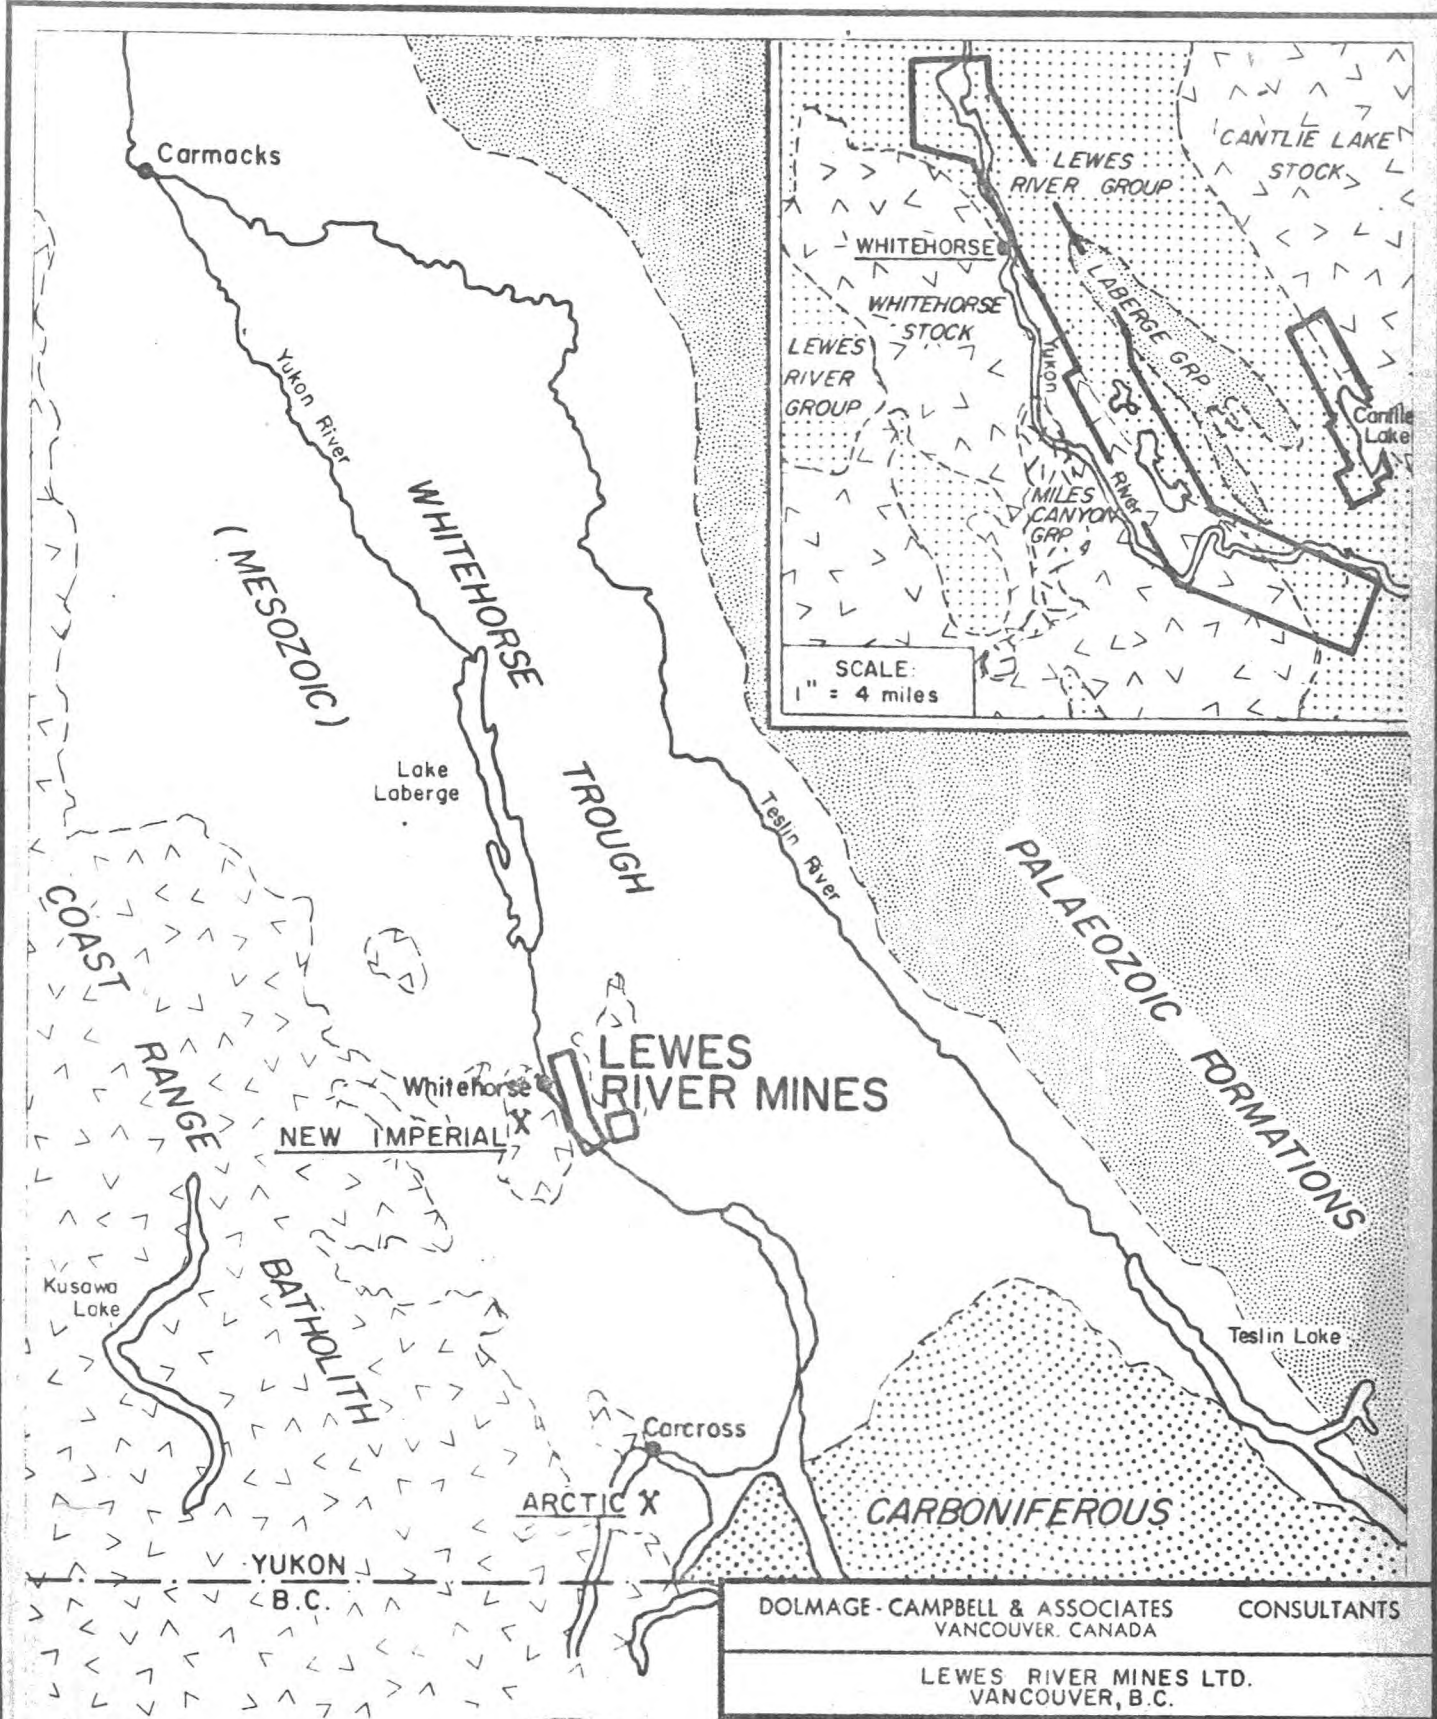 Carmacks
Yukon River
WHITEHORSE
TROUGH
(MESOZOIC)
Lake
Laberge
Teslin River
PALAEOZOIC FORMATIONS
COAST
RANGE
BATHOLITH
LEWES
RIVER MINES
Whitehorse
NEW IMPERIAL
Kusawa
Lake
Teslin Lake
Carcross
ARCTIC
CARBONIFEROUS
YUKON
B.C.
LEWES
RIVER GROUP
CANTLIE LAKE
STOCK
WHITEHORSE
WHITEHORSE
STOCK
LABERGE GRP
LEWES
RIVER
GROUP
Yukon
River
Cantlie
Lake
MILES
CANYON
GRP.
SCALE:
1" = 4 miles
DOLMAGE-CAMPBELL & ASSOCIATES CONSULTANTS
VANCOUVER. CANADA
LEWES RIVER MINES LTD.
VANCOUVER, B.C.